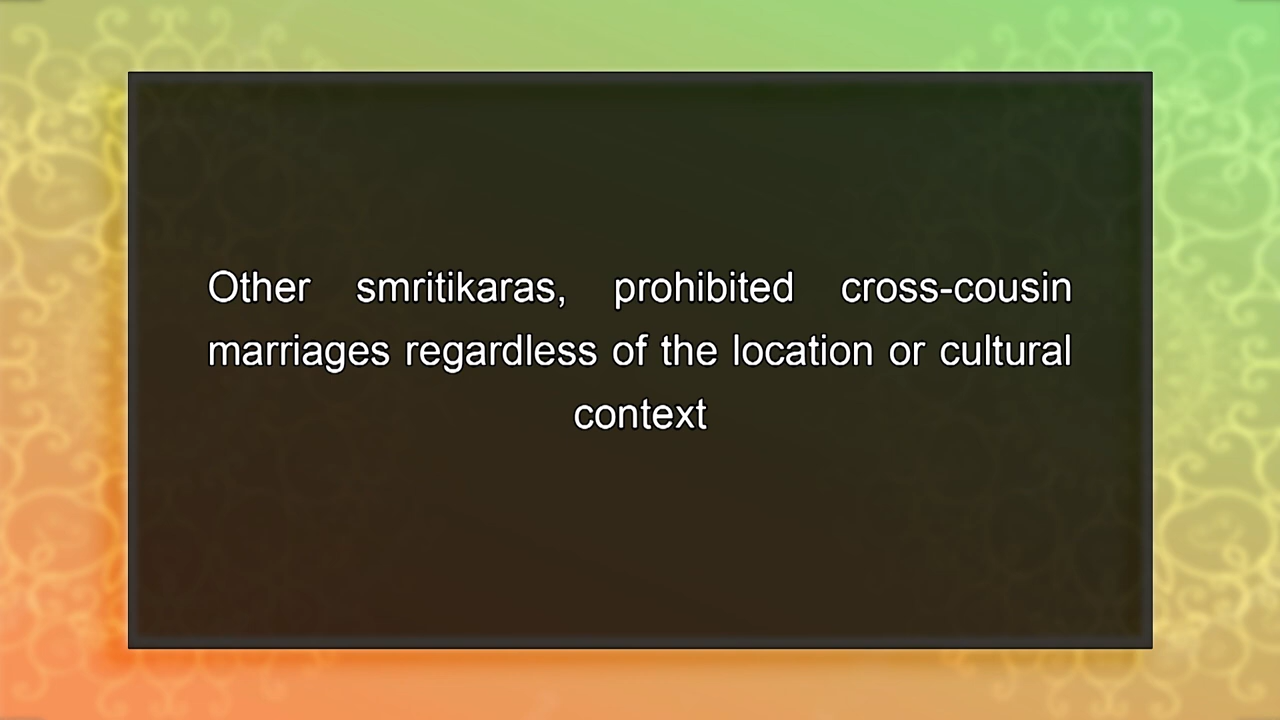 Other smritikaras, prohibited cross-cousin
marriages regardless of the location or cultural
context